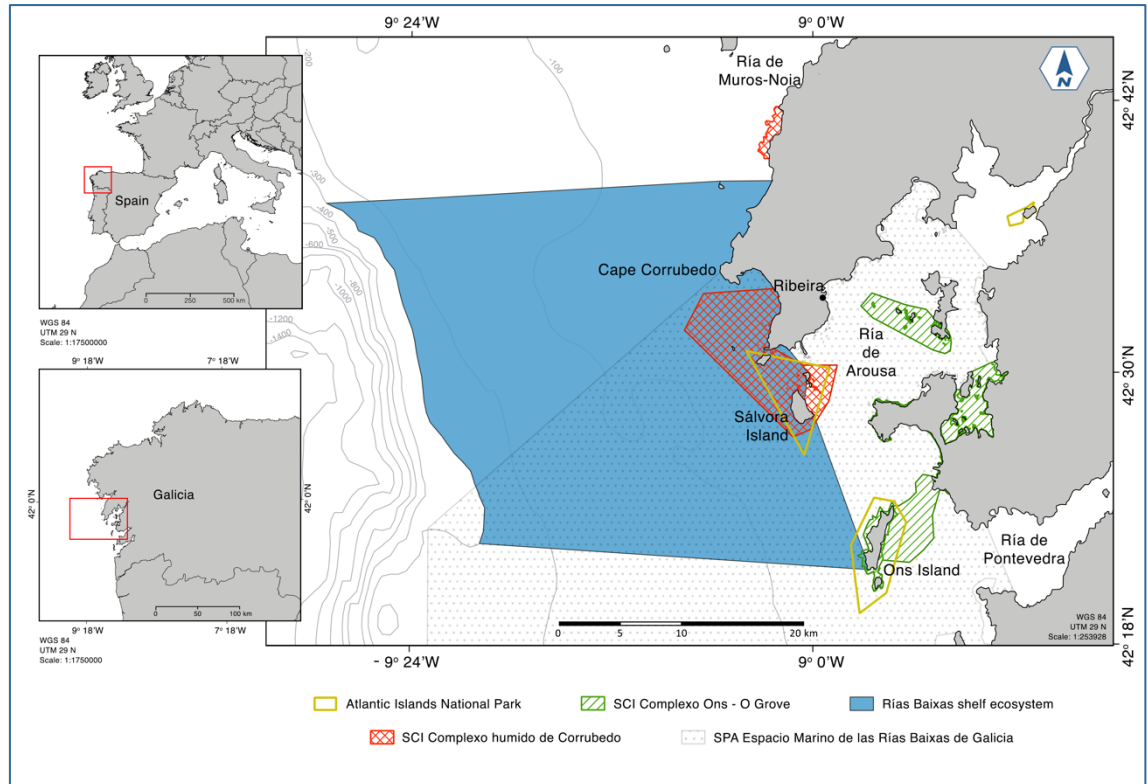 9° 24’W
9° 0’W
N
42° N
42° 30’N
42° 18’N
- 9° 24’W
9° 0’W
Ría de
Muros-Noia
Cape Corrubedo
Ribeira
Ría
de
Arousa
Sálvora
Island
Ons Island
Ría de
Pontevedra
-200
-100
-300
-400
-600
-800
-1000
-1200
-1400
0
5
10
20 km
WGS 84
UTM 29 N
Scale: 1:253928
Spain
0
250
500 km
WGS 84
UTM 29 N
Scale: 1:17500000
9° 18’W
7° 18’W
Galicia
42° 0’N
42° 0’N
0
50
100 km
9° 18’W
7° 18’W
WGS 84
UTM 29 N
Scale: 1:1750000
Atlantic Islands National Park
SCI Complexo Ons - O Grove
Rías Baixas shelf ecosystem
SCI Complexo humido de Corrubedo
SPA Espacio Marino de las Rías Baixas de Galicia